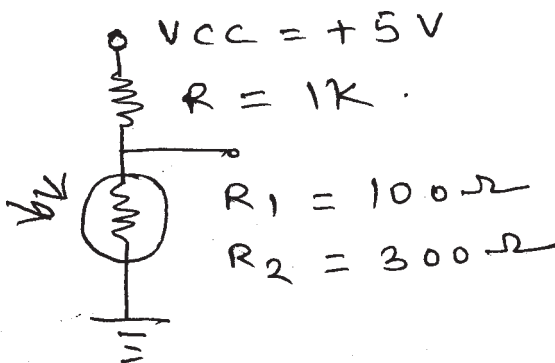 VCC = +5V
R = 1K.
R1 = 100Ω
R2 = 300Ω